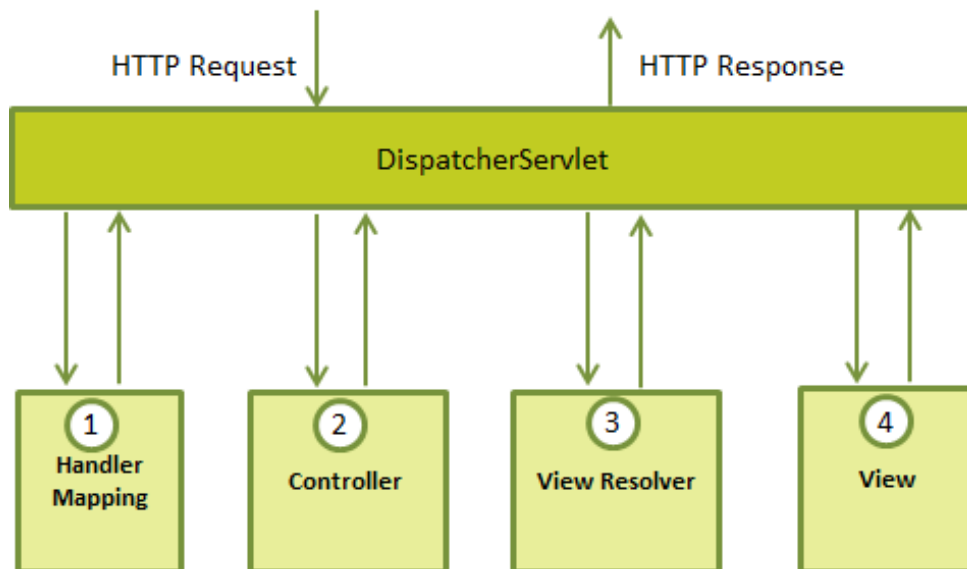 HTTP Request
HTTP Response
DispatcherServlet
1
Handler
Mapping
2
Controller
3
View Resolver
4
View